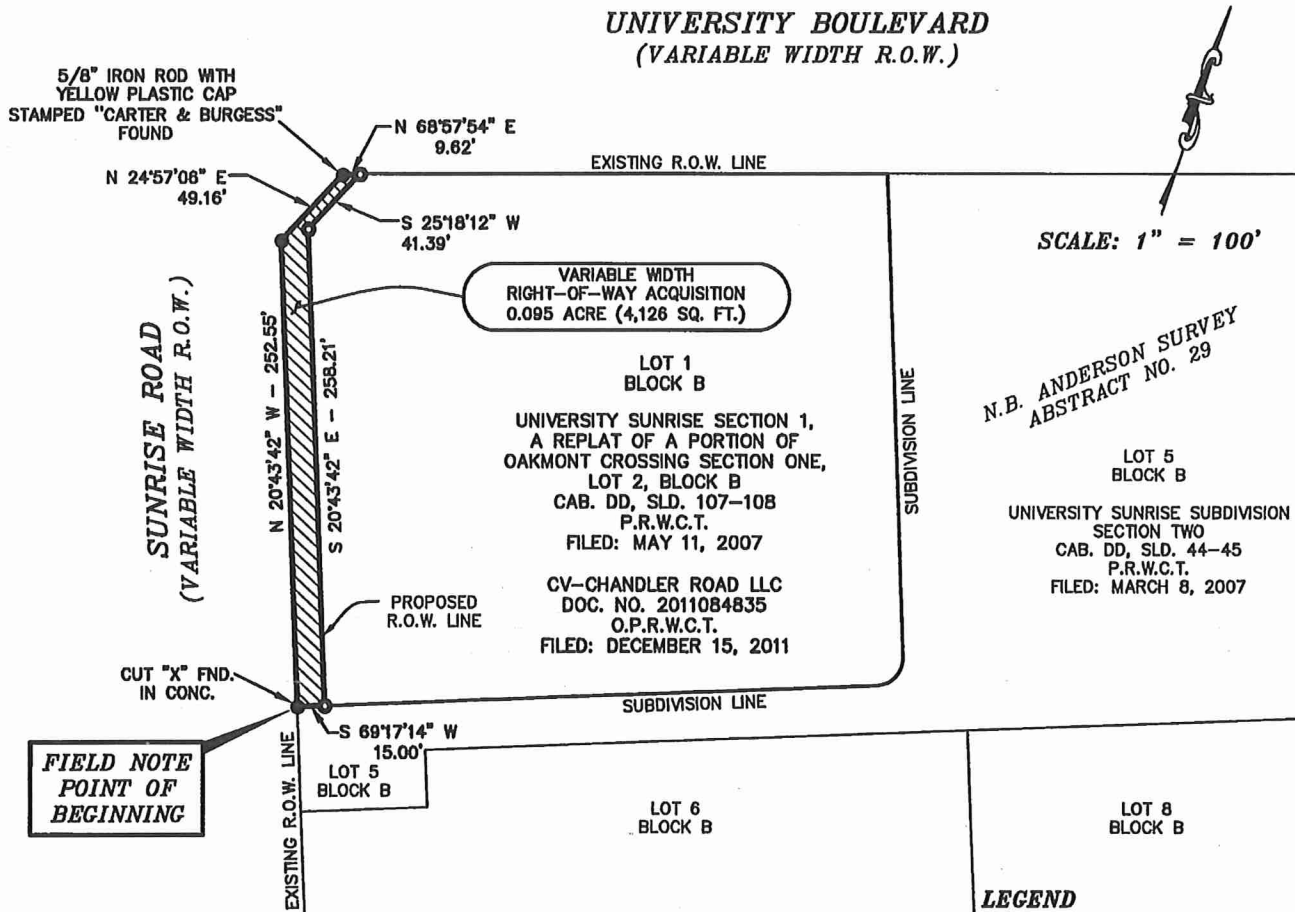 UNIVERSITY BOULEVARD
(VARIABLE WIDTH R.O.W.)
5/8" IRON ROD WITH
YELLOW PLASTIC CAP
STAMPED "CARTER & BURGESS"
FOUND
N 68°57'54" E
9.62'
EXISTING R.O.W. LINE
N 24°57'06" E
49.16'
S 25°18'12" W
41.39'
SCALE: 1" = 100'
VARIABLE WIDTH
RIGHT-OF-WAY ACQUISITION
0.095 ACRE (4,126 SQ. FT.)
SUNRISE ROAD
(VARIABLE WIDTH R.O.W.)
N 20°43'42" W - 252.55'
S 20°43'42" E - 258.21'
LOT 1
BLOCK B
UNIVERSITY SUNRISE SECTION 1,
A REPLAT OF A PORTION OF
OAKMONT CROSSING SECTION ONE,
LOT 2, BLOCK B
CAB. DD, SLD. 107-108
P.R.W.C.T.
FILED: MAY 11, 2007
CV-CHANDLER ROAD LLC
DOC. NO. 2011084835
O.P.R.W.C.T.
FILED: DECEMBER 15, 2011
SUBDIVISION LINE
N.B. ANDERSON SURVEY
ABSTRACT NO. 29
LOT 5
BLOCK B
UNIVERSITY SUNRISE SUBDIVISION
SECTION TWO
CAB. DD, SLD. 44-45
P.R.W.C.T.
FILED: MARCH 8, 2007
PROPOSED
R.O.W. LINE
CUT "X" FND.
IN CONC.
SUBDIVISION LINE
S 69°17'14" W
15.00'
FIELD NOTE
POINT OF
BEGINNING
EXISTING R.O.W. LINE
LOT 5
BLOCK B
LOT 6
BLOCK B
LOT 8
BLOCK B
LEGEND